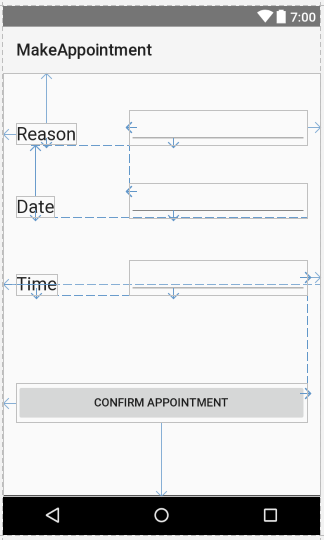 7:00
MakeAppointment
Reason
Date
Time
CONFIRM APPOINTMENT